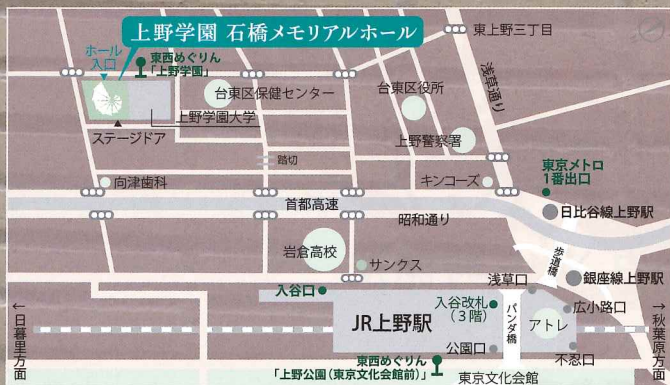 上野学園 石橋メモリアルホール
東上野三丁目
ホール
入口
東西めぐりん
「上野学園」
浅草通り
台東区保健センター
台東区役所
上野学園大学
ステージドア
上野警察署
踏切
東京メトロ
1番出口
向津歯科
キンコーズ
首都高速
日比谷線上野駅
昭和通り
歩道橋
岩倉高校
サンクス
銀座線上野駅
浅草口
入谷口
入谷改札
（3階）
パンダ橋
広小路口
アトレ
JR上野駅
←日暮里方面
→秋葉原方面
公園口
不忍口
東西めぐりん
「上野公園（東京文化会館前）」
東京文化会館